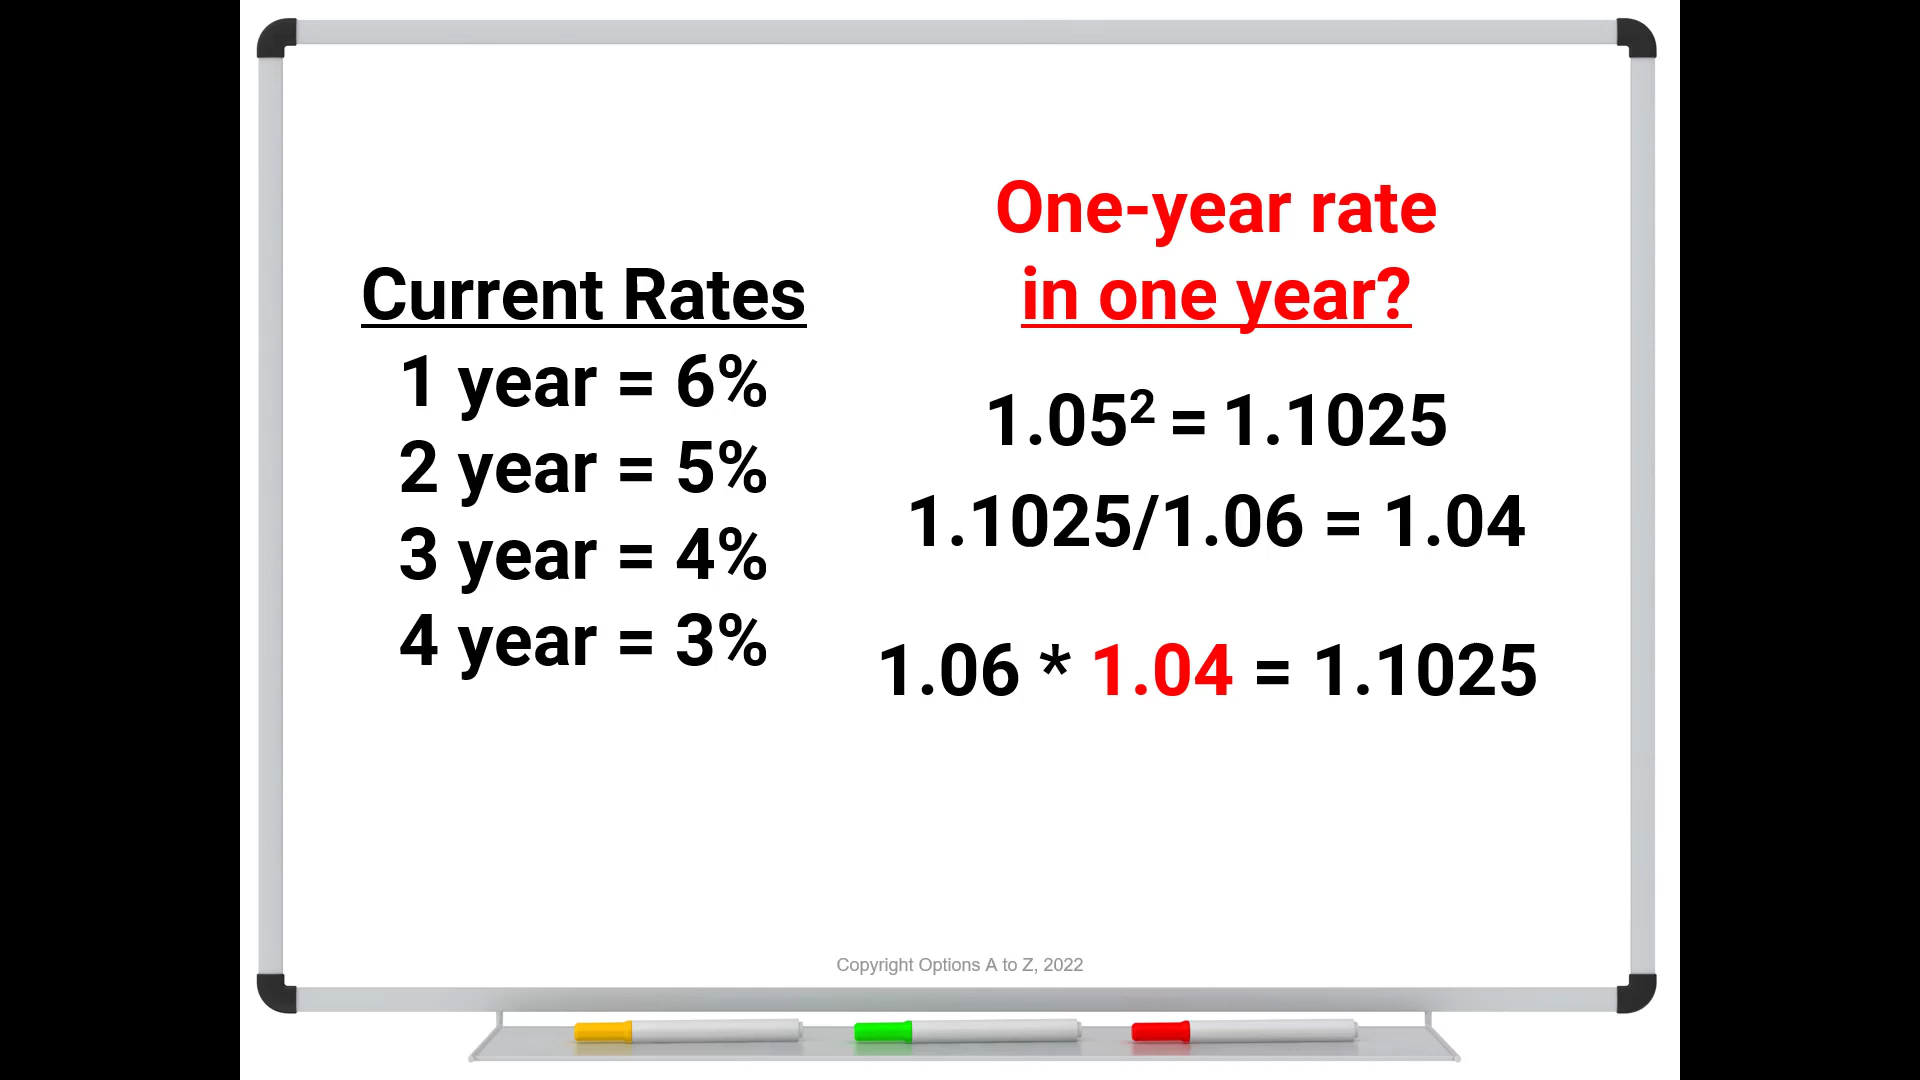 Current Rates
1 year = 6%
2 year = 5%
3 year = 4%
4 year = 3%
One-year rate
in one year?
1.05² = 1.1025
1.1025/1.06 = 1.04
1.06 * 1.04 = 1.1025
Copyright Options A to Z, 2022